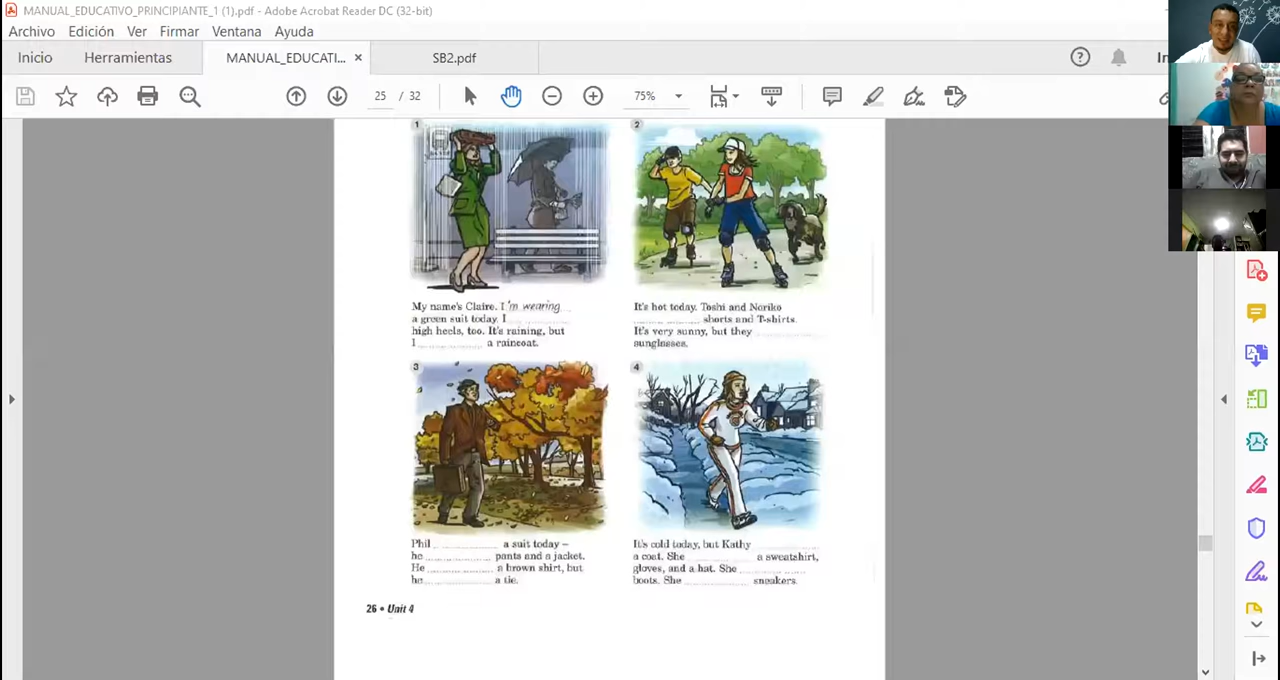 MANUAL_EDUCATIVO_PRINCIPIANTE_1 (1).pdf - Adobe Acrobat Reader DC (32-bit)
Archivo Edición Ver Firmar Ventana Ayuda
Inicio Herramientas MANUAL_EDUCATI... × SB2.pdf
25 / 32 75%
1
2
My name's Claire. I 'm wearing
a green suit today. I
high heels, too. It's raining, but
I a raincoat.
It's hot today. Toshi and Noriko
shorts and T-shirts.
It's very sunny, but they
sunglasses.
3
4
Phil a suit today –
he pants and a jacket.
He a brown shirt, but
he a tie.
It's cold today, but Kathy
a coat. She a sweatshirt,
gloves, and a hat. She
boots. She sneakers.
26 • Unit 4